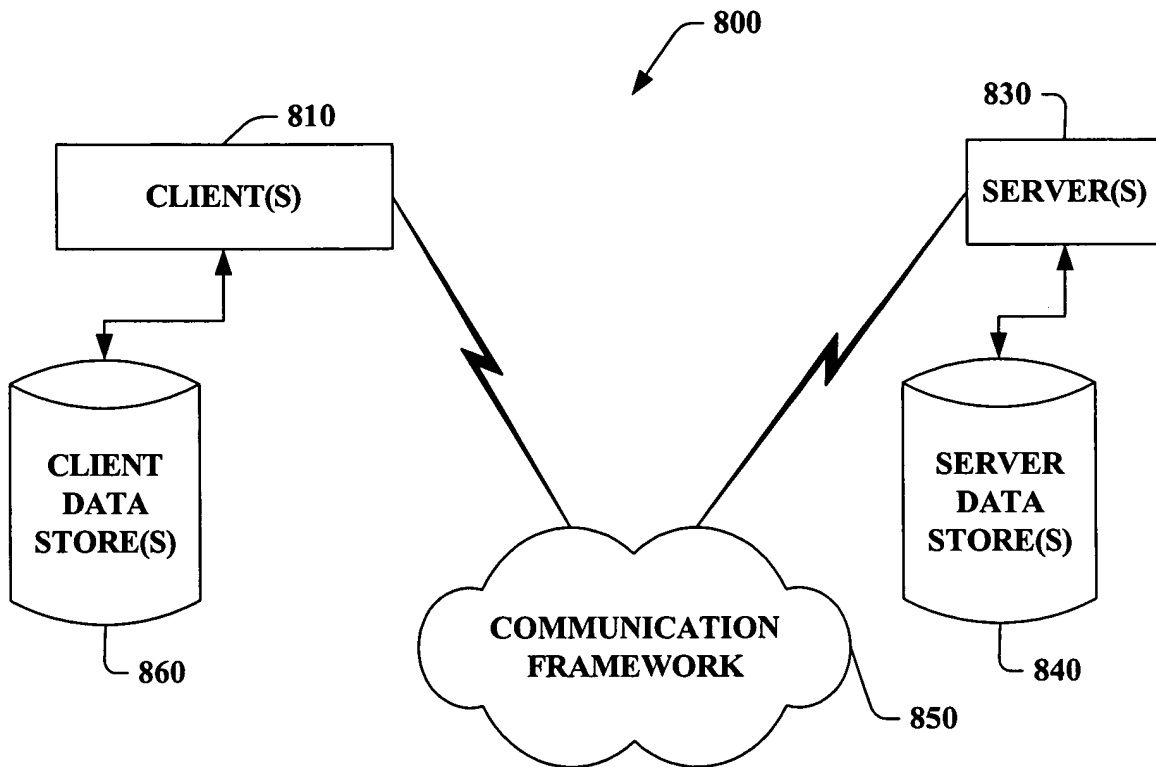 800
810
830
CLIENT(S)
SERVER(S)
CLIENT
DATA
STORE(S)
SERVER
DATA
STORE(S)
COMMUNICATION
FRAMEWORK
860
840
850